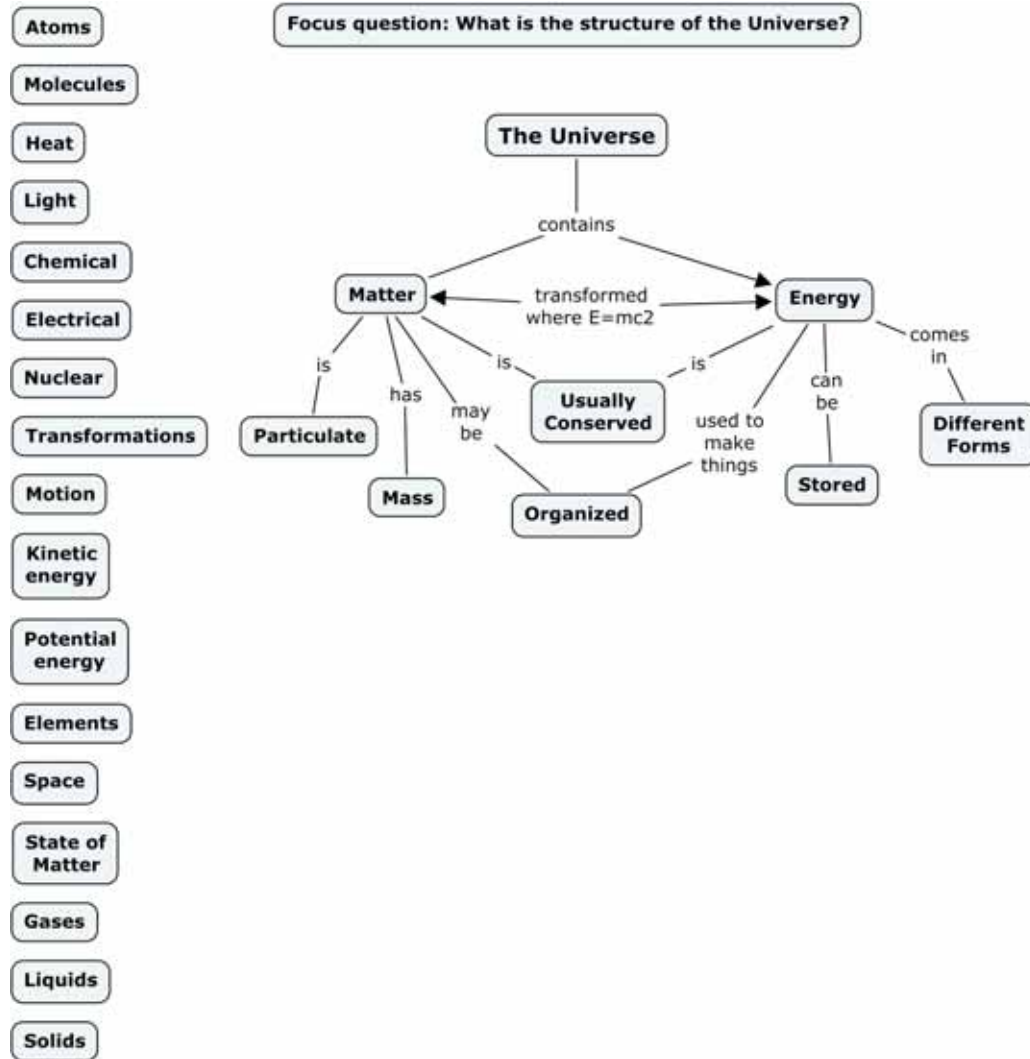 Atoms
Focus question: What is the structure of the Universe?
Molecules
Heat
Light
Chemical
Electrical
Nuclear
Transformations
Motion
Kinetic
energy
Potential
energy
Elements
Space
State of
Matter
Gases
Liquids
Solids
The Universe
contains
Matter
transformed
where E=mc2
Energy
is
has
may
be
is
is
used to
make
things
can
be
comes
in
Particulate
Mass
Organized
Usually
Conserved
Stored
Different
Forms